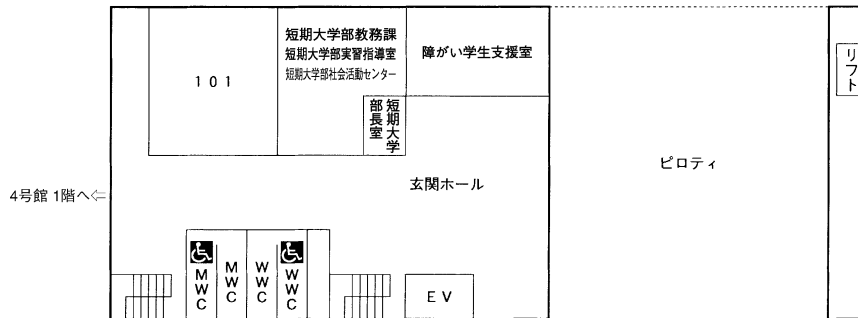 短期大学部教務課
短期大学部実習指導室
短期大学部社会活動センター
障がい学生支援室
リフト
101
短期大学
部長室
ピロティ
玄関ホール
4号館 1階へ⇐
MWC
MWC
WWC
WWC
EV